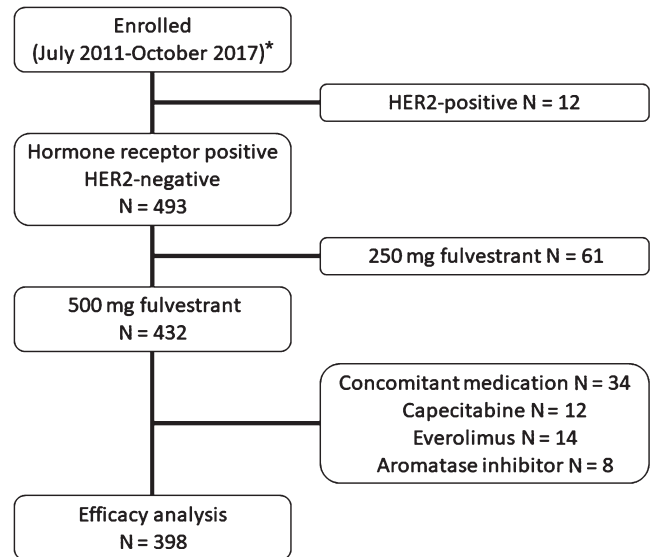 Enrolled
(July 2011-October 2017)*
HER2-positive N = 12
Hormone receptor positive
HER2-negative
N = 493
250 mg fulvestrant N = 61
500 mg fulvestrant
N = 432
Concomitant medication N = 34
Capecitabine N = 12
Everolimus N = 14
Aromatase inhibitor N = 8
Efficacy analysis
N = 398